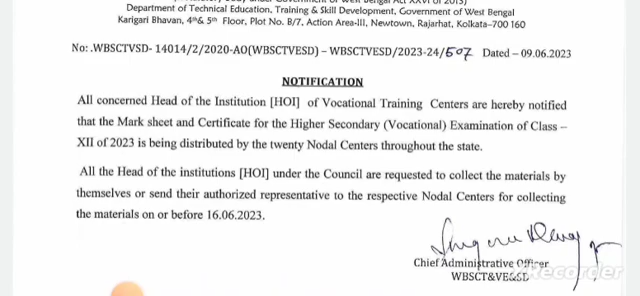 Department of Technical Education, Training & Skill Development, Government of West Bengal
Karigari Bhavan, 4th & 5th Floor, Plot No. B/7, Action Area-III, Newtown, Rajarhat, Kolkata–700 160
No: .WBSCTVSD- 14014/2/2020-AO(WBSCTVESD) – WBSCTVESD/2023-24/507 Dated – 09.06.2023
NOTIFICATION
All concerned Head of the Institution [HOI] of Vocational Training Centers are hereby notified
that the Mark sheet and Certificate for the Higher Secondary (Vocational) Examination of Class –
XII of 2023 is being distributed by the twenty Nodal Centers throughout the state.
All the Head of the institutions [HOI] under the Council are requested to collect the materials by
themselves or send their authorized representative to the respective Nodal Centers for collecting
the materials on or before 16.06.2023.
Chief Administrative Officer
WBSCT&VE&SD
Recorder